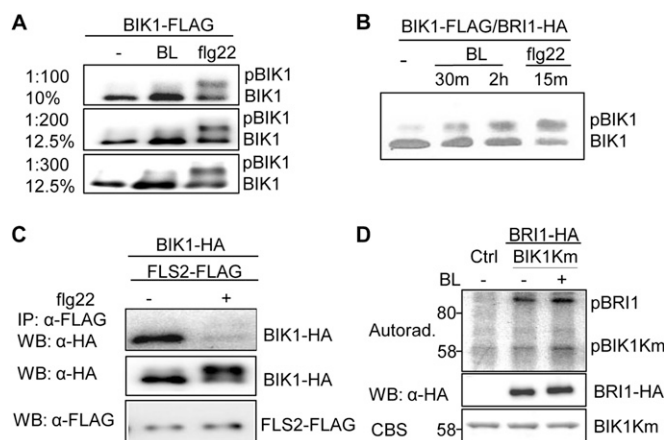 A
BIK1-FLAG
- BL flg22
1:100 pBIK1
10% BIK1
1:200 pBIK1
12.5% BIK1
1:300 pBIK1
12.5% BIK1
B
BIK1-FLAG/BRI1-HA
- BL flg22
30m 2h 15m
pBIK1
BIK1
C
BIK1-HA
FLS2-FLAG
flg22 - +
IP: α-FLAG
WB: α-HA BIK1-HA
WB: α-HA BIK1-HA
WB: α-FLAG FLS2-FLAG
D
BRI1-HA
Ctrl BIK1Km
BL - - +
80 pBRI1
Autorad.
58 pBIK1Km
WB: α-HA BRI1-HA
CBS 58 BIK1Km